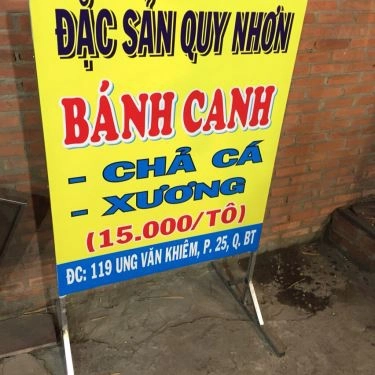 ĐẶC SẢN QUY NHƠN
BÁNH CANH
- CHẢ CÁ
- XƯƠNG
(15.000/TÔ)
ĐC: 119 UNG VĂN KHIÊM, P. 25, Q. BT